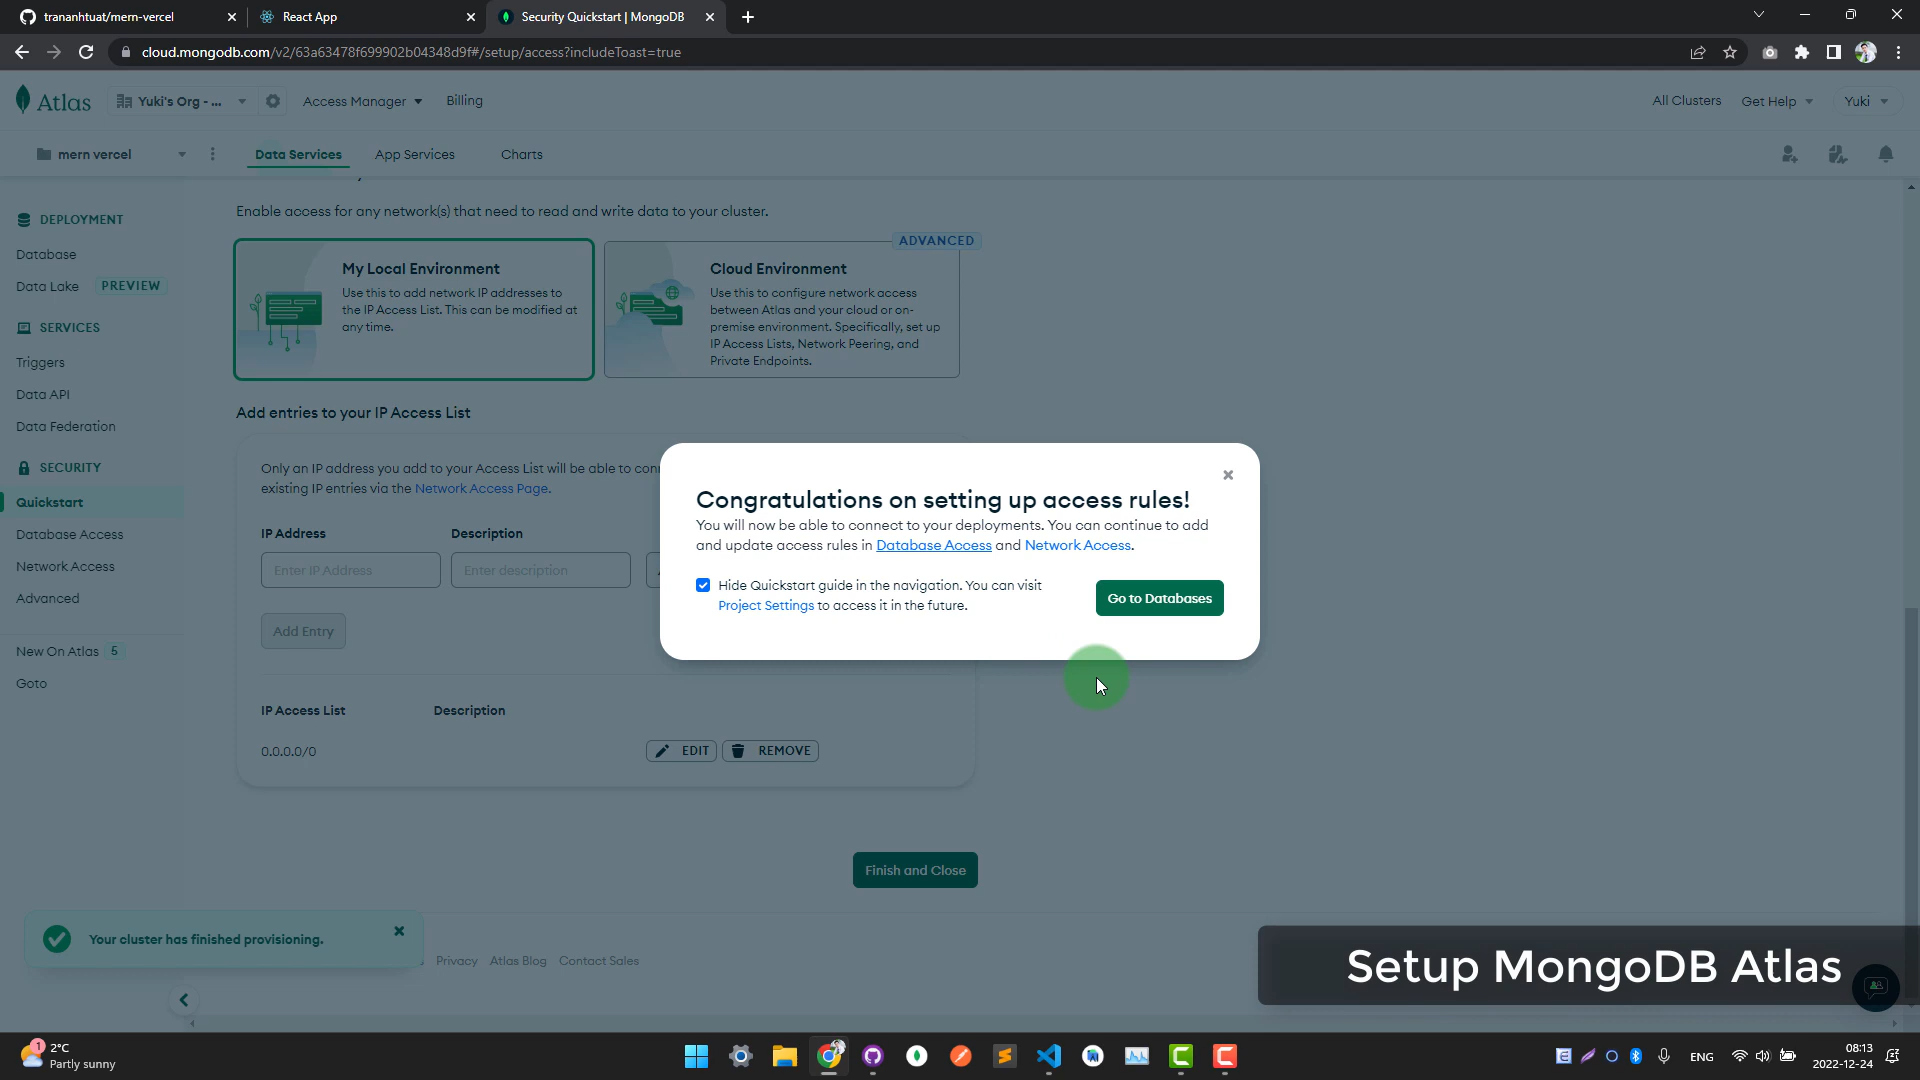 trananhtuat/mern-vercel
React App
Security Quickstart | MongoDB
cloud.mongodb.com/v2/63a63478f699902b04348d9f#/setup/access?includeToast=true
Atlas
Yuki's Org - ...
Access Manager
Billing
All Clusters
Get Help
Yuki
mern vercel
Data Services
App Services
Charts
DEPLOYMENT
Database
Data Lake PREVIEW
SERVICES
Triggers
Data API
Data Federation
SECURITY
Quickstart
Database Access
Network Access
Advanced
New On Atlas 5
Goto
Enable access for any network(s) that need to read and write data to your cluster.
My Local Environment
Use this to add network IP addresses to
the IP Access List. This can be modified at
any time.
ADVANCED
Cloud Environment
Use this to configure network access
between Atlas and your cloud or on-
premise environment. Specifically, set up
IP Access Lists, Network Peering, and
Private Endpoints.
Add entries to your IP Access List
Only an IP address you add to your Access List will be able to
existing IP entries via the Network Access Page.
IP Address
Description
Enter IP Address
Enter description
Add Entry
IP Access List
Description
0.0.0.0/0
EDIT
REMOVE
Congratulations on setting up access rules!
You will now be able to connect to your deployments. You can continue to add
and update access rules in Database Access and Network Access.
Hide Quickstart guide in the navigation. You can visit
Project Settings to access it in the future.
Go to Databases
Finish and Close
Your cluster has finished provisioning.
Privacy
Atlas Blog
Contact Sales
Setup MongoDB Atlas
1
2°C
Partly sunny
ENG
08:13
2022-12-24